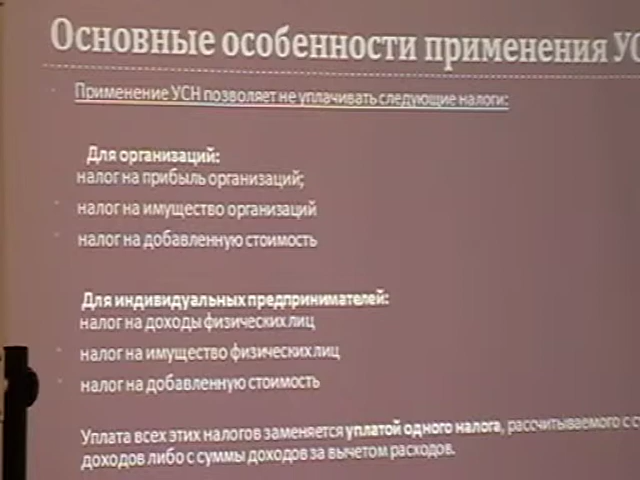 Основные особенности применения УС
Применение УСН позволяет не уплачивать следующие налоги:
Для организаций:
налог на прибыль организаций;
налог на имущество организаций
налог на добавленную стоимость
Для индивидуальных предпринимателей:
налог на доходы физических лиц
налог на имущество физических лиц
налог на добавленную стоимость
Уплата всех этих налогов заменяется уплатой одного налога, рассчитываемого с
доходов либо с суммы доходов за вычетом расходов.